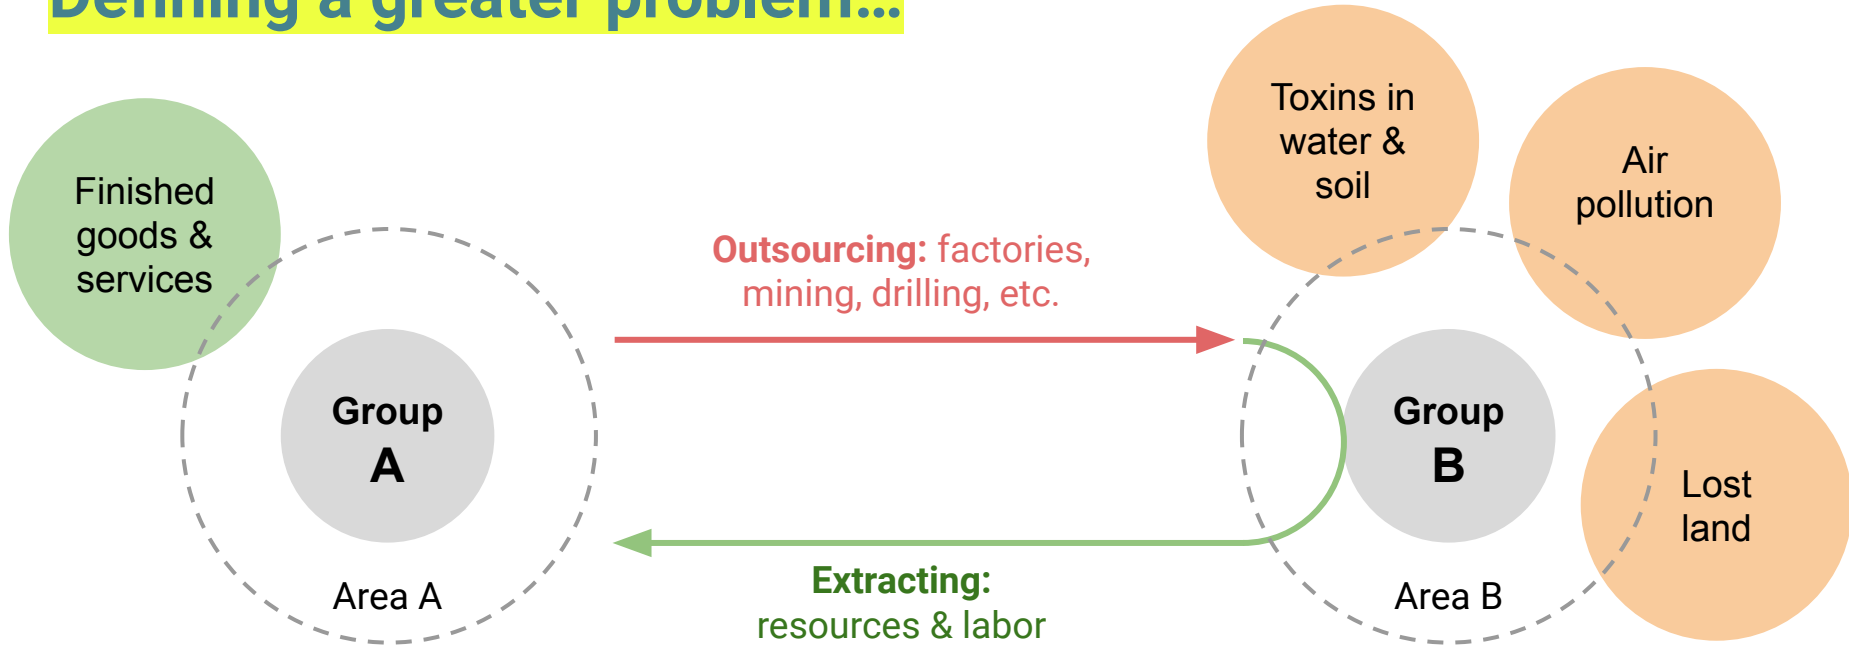 Defining a greater problem...
Finished
goods &
services
Group
A
Area A
Outsourcing: factories,
mining, drilling, etc.
Extracting:
resources & labor
Toxins in
water &
soil
Air
pollution
Group
B
Lost
land
Area B